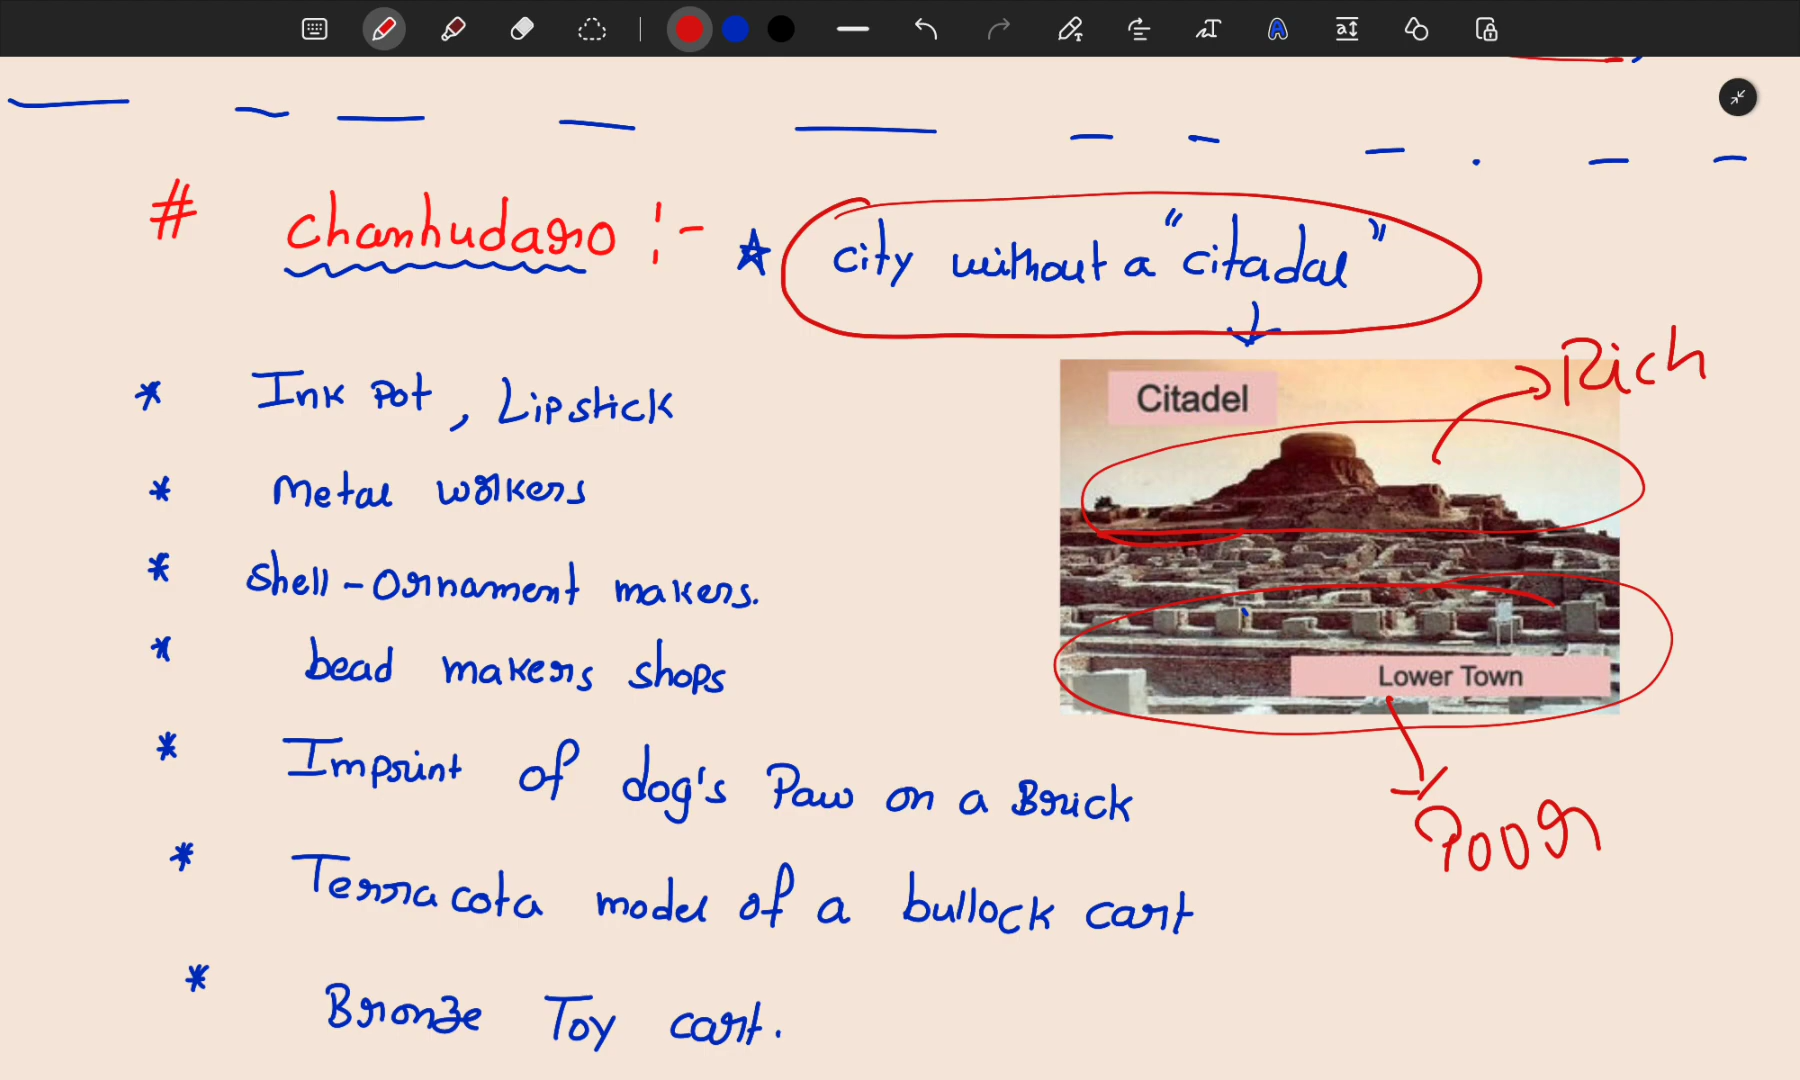 # Chanhudaro :-
☆ city without a "citadal"
Rich
Citadel
* Ink Pot, Lipstick
* Metal workers
* Shell-Ornament makers.
* bead makers shops
Lower Town
* Imprint of dog's Paw on a Brick
Poor
* Terracota model of a bullock cart
* Bronze Toy cart.